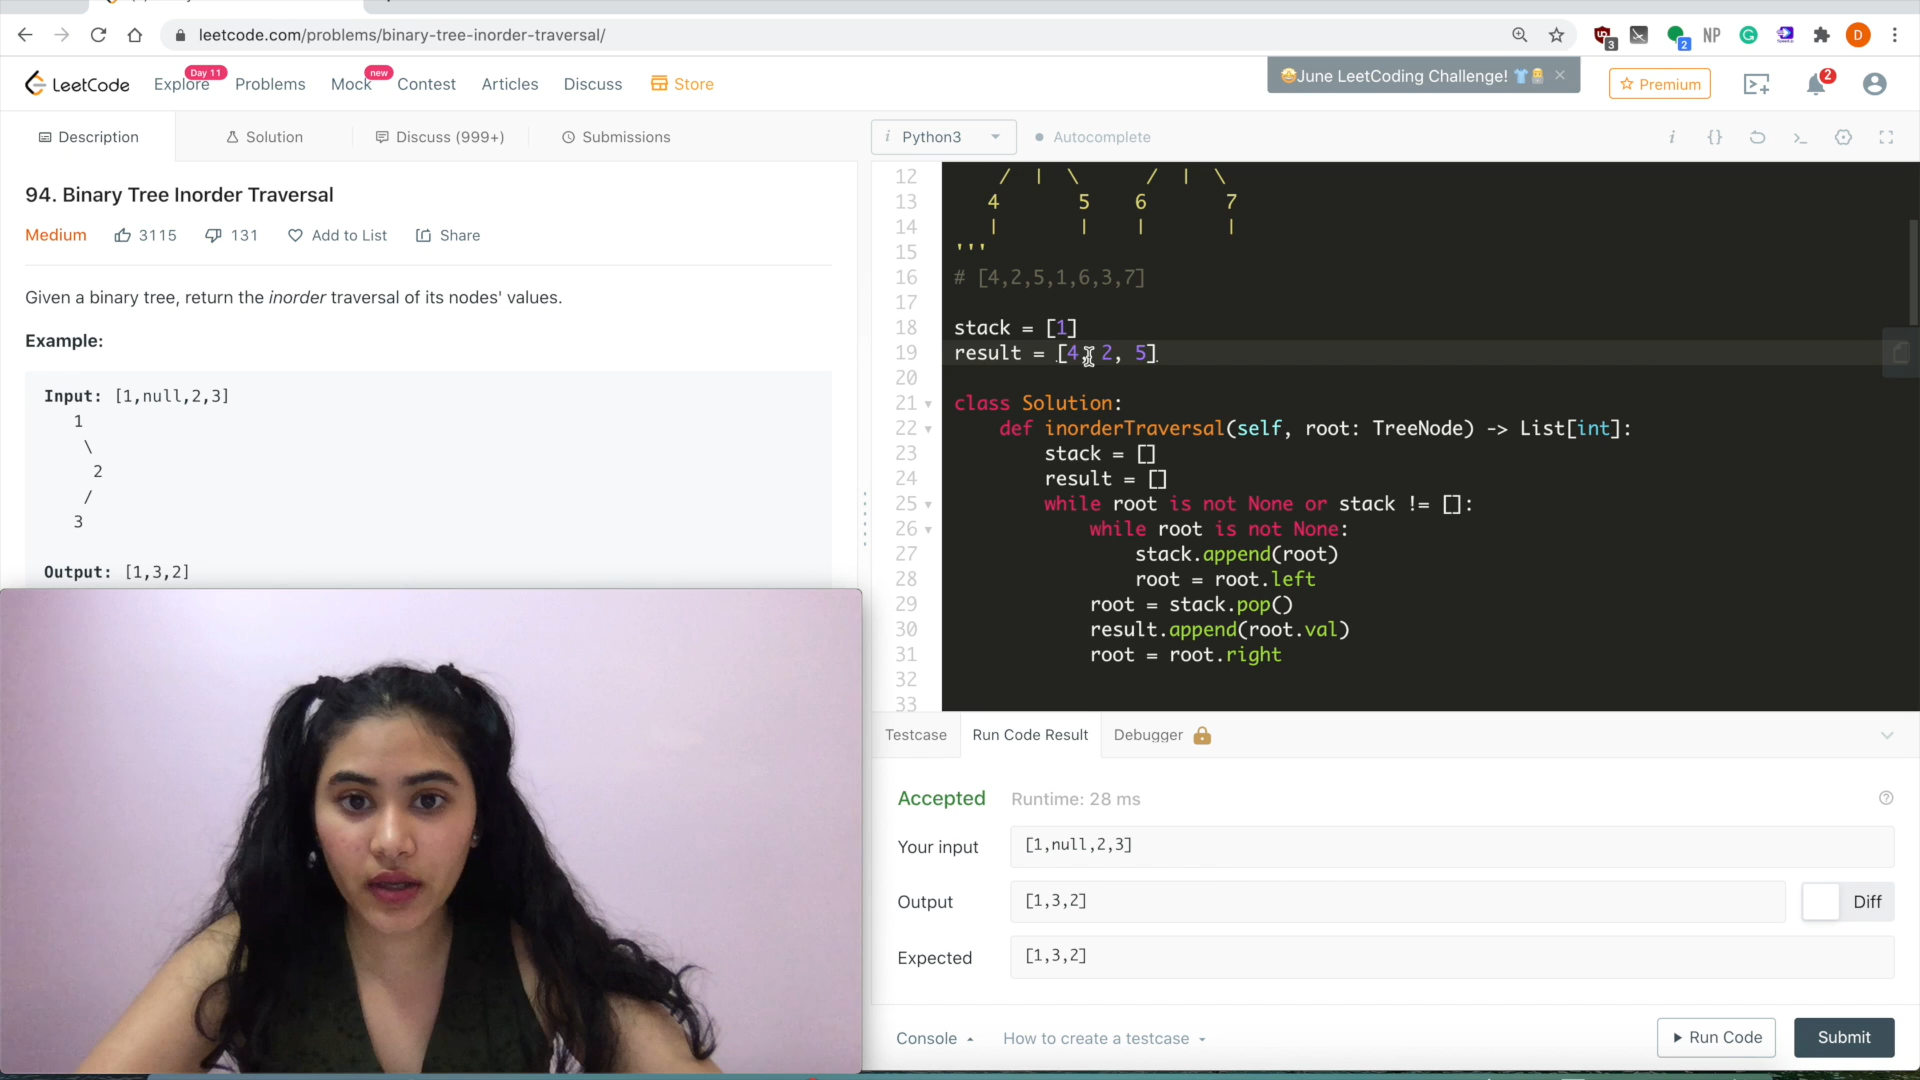 leetcode.com/problems/binary-tree-inorder-traversal/
3
2
NP
D
LeetCode
Explore
Day 11
Problems
Mock
new
Contest
Articles
Discuss
Store
June LeetCoding Challenge!
Premium
2
Description
Solution
Discuss (999+)
Submissions
i Python3
Autocomplete
i {}
94. Binary Tree Inorder Traversal
Medium 3115 131 Add to List Share
Given a binary tree, return the inorder traversal of its nodes' values.
Example:
Input: [1,null,2,3]
1
\
2
/
3
Output: [1,3,2]
12 / | \ / | \
13 4 5 6 7
14 | | | |
15 '''
16 # [4,2,5,1,6,3,7]
17
18 stack = [1]
19 result = [4, 2, 5]
20
21 class Solution:
22 def inorderTraversal(self, root: TreeNode) -> List[int]:
23 stack = []
24 result = []
25 while root is not None or stack != []:
26 while root is not None:
27 stack.append(root)
28 root = root.left
29 root = stack.pop()
30 result.append(root.val)
31 root = root.right
32
33
Testcase
Run Code Result
Debugger
Accepted Runtime: 28 ms
Your input [1,null,2,3]
Output [1,3,2] Diff
Expected [1,3,2]
Console How to create a testcase
Run Code
Submit